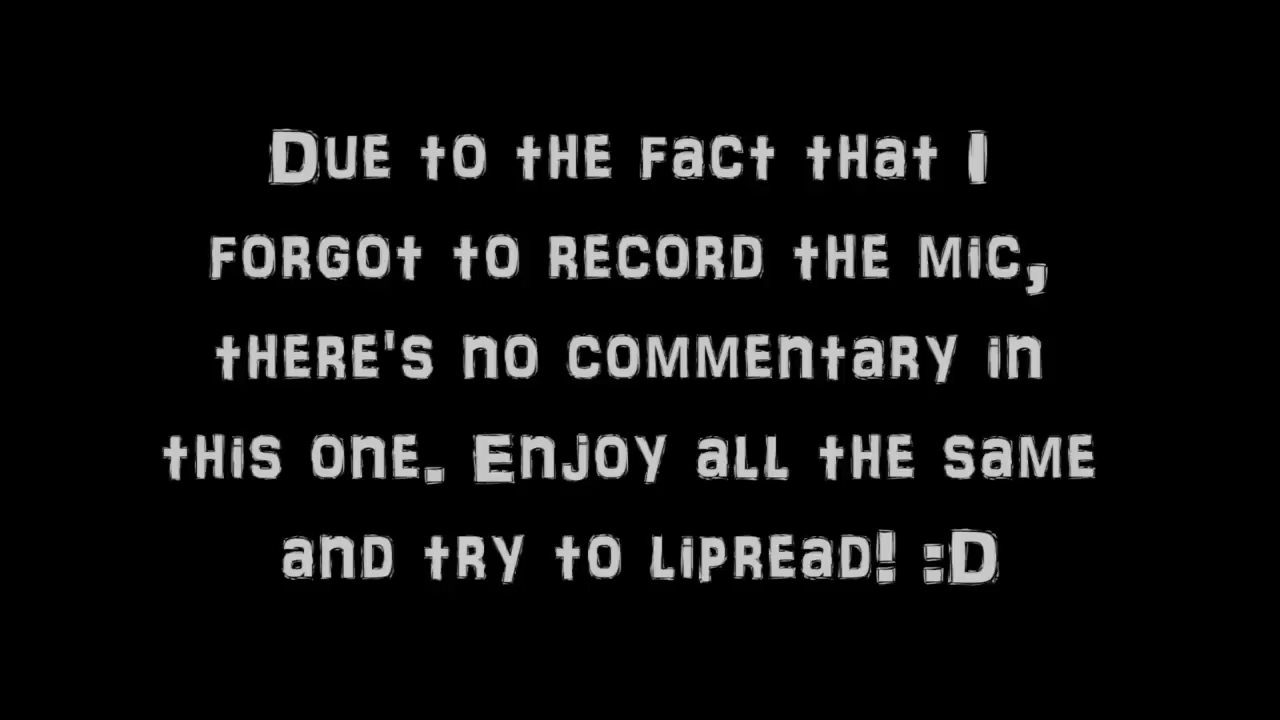 Due to the fact that I
forgot to record the mic,
there's no commentary in
this one. Enjoy all the same
and try to lipread! :D